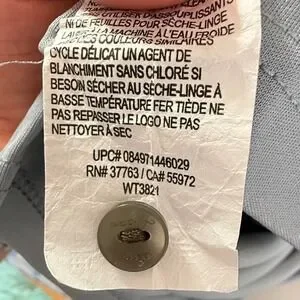 NI DE FEUILLES POUR SÈCHE-LINGE
LAVER À LA MACHINE À L'EAU FROIDE
COULEURS SIMILAIRES
CYCLE DÉLICAT UN AGENT DE
BLANCHIMENT SANS CHLORÉ SI
BESOIN SÉCHER AU SÈCHE-LINGE À
BASSE TEMPÉRATURE FER TIÈDE NE
PAS REPASSER LE LOGO NE PAS
NETTOYER À SEC
UPC# 084971446029
RN# 37763 / CA# 55972
WT3821